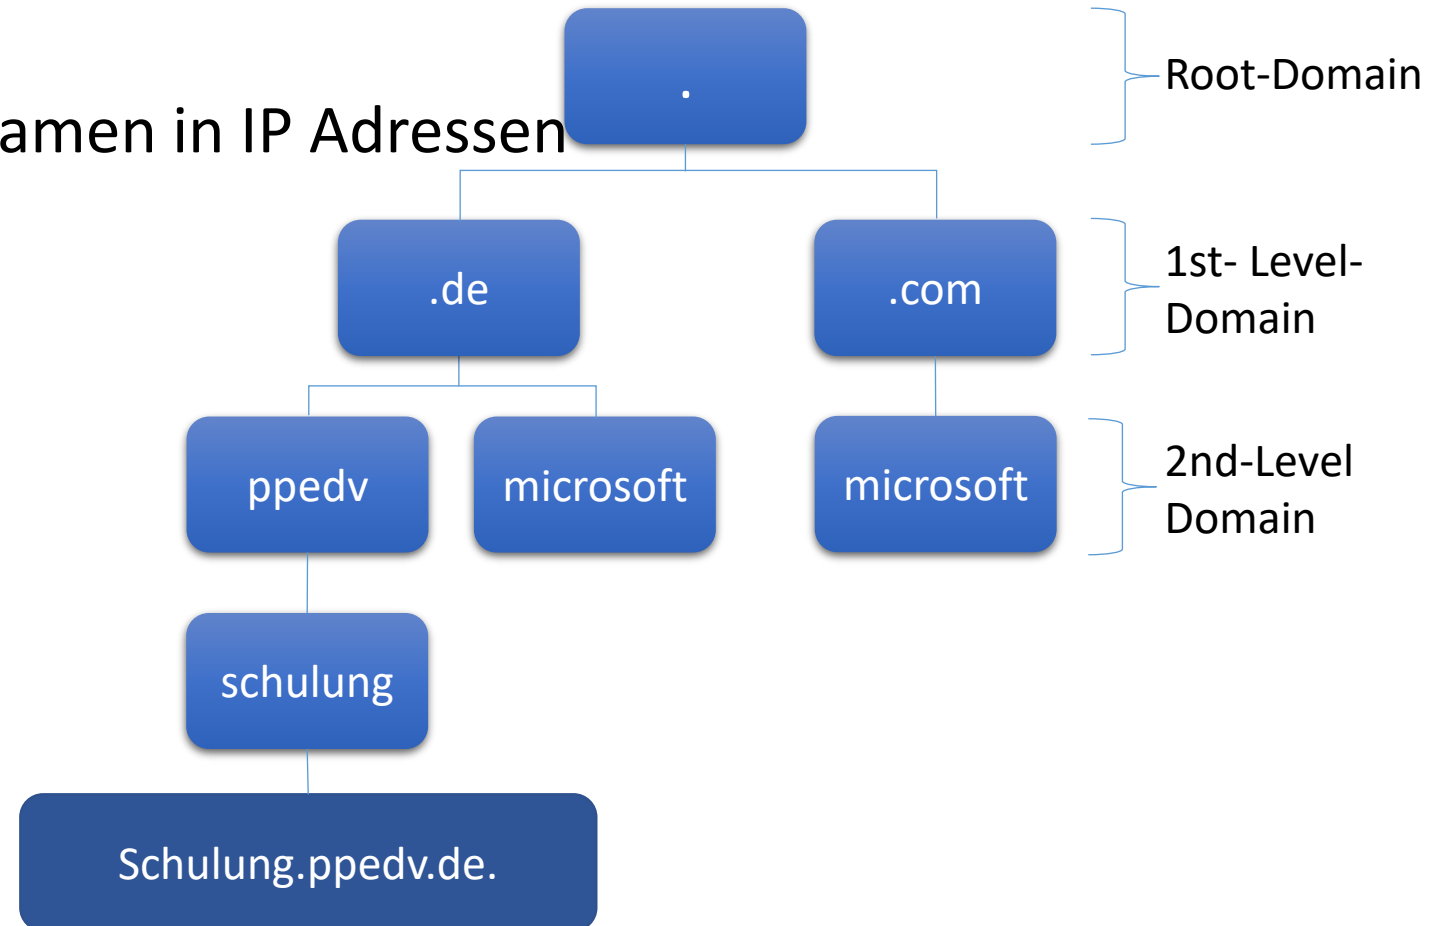 .
Root-Domain
amen in IP Adressen
.de
.com
1st- Level-
Domain
ppedv
microsoft
microsoft
2nd-Level
Domain
schulung
Schulung.ppedv.de.